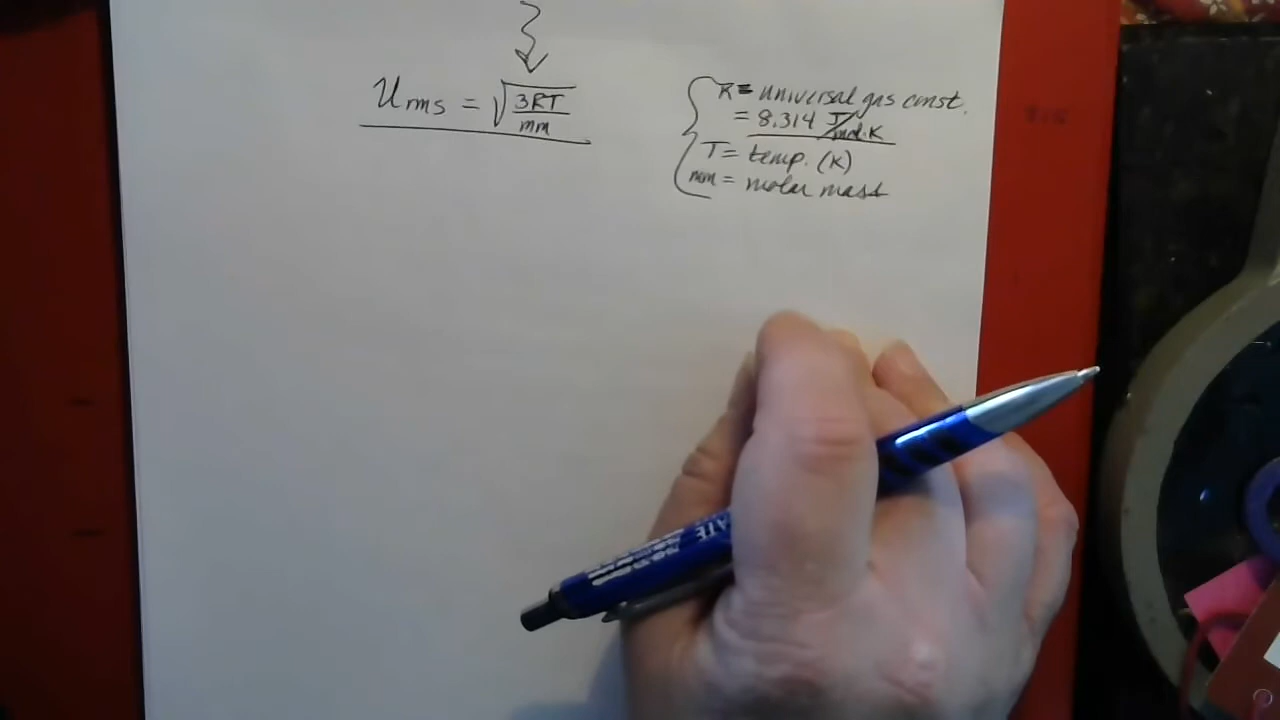 Urms = √3RT/mm
R = universal gas const.
= 8.314 J/mol·K
T = temp. (K)
mm = molar mass